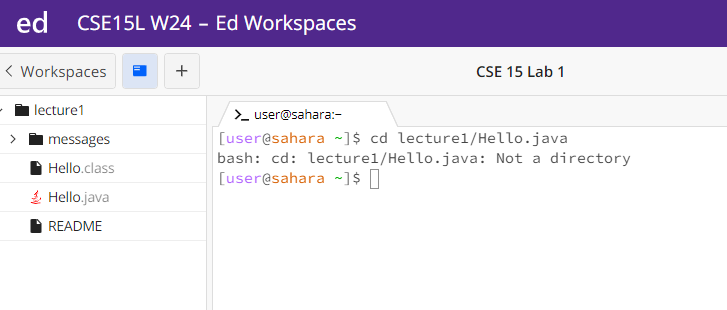 ed CSE15L W24 – Ed Workspaces
Workspaces + CSE 15 Lab 1
lecture1
messages
Hello.class
Hello.java
README
user@sahara:~
[user@sahara ~]$ cd lecture1/Hello.java
bash: cd: lecture1/Hello.java: Not a directory
[user@sahara ~]$